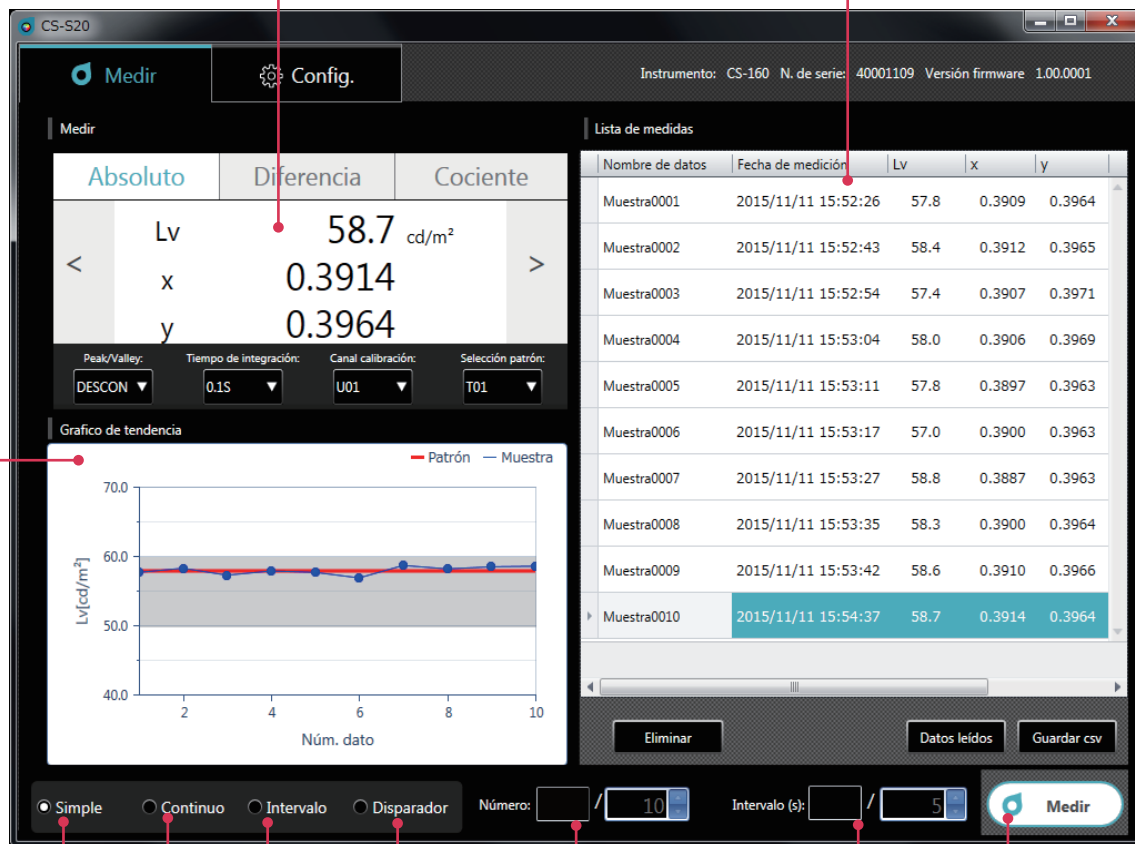 CS-S20
Medir
Config.
Instrumento: CS-160 N. de serie: 40001109 Versión firmware 1.00.0001
Medir
Absoluto Diferencia Cociente
< >
Lv 58.7 cd/m²
x 0.3914
y 0.3964
Peak/Valley: Tiempo de integración: Canal calibración: Selección patrón:
DESCON 0.1S U01 T01
Grafico de tendencia
Patrón Muestra
70.0
60.0
50.0
40.0
Lv[cd/m²]
2 4 6 8 10
Núm. dato
Lista de medidas
Nombre de datos Fecha de medición Lv x y
Muestra0001 2015/11/11 15:52:26 57.8 0.3909 0.3964
Muestra0002 2015/11/11 15:52:43 58.4 0.3912 0.3965
Muestra0003 2015/11/11 15:52:54 57.4 0.3907 0.3971
Muestra0004 2015/11/11 15:53:04 58.0 0.3906 0.3969
Muestra0005 2015/11/11 15:53:11 57.8 0.3897 0.3963
Muestra0006 2015/11/11 15:53:17 57.0 0.3900 0.3963
Muestra0007 2015/11/11 15:53:27 58.8 0.3887 0.3963
Muestra0008 2015/11/11 15:53:35 58.3 0.3900 0.3964
Muestra0009 2015/11/11 15:53:42 58.6 0.3910 0.3966
Muestra0010 2015/11/11 15:54:37 58.7 0.3914 0.3964
Eliminar Datos leídos Guardar csv
Simple Continuo Intervalo Disparador Número: / 10 Intervalo (s): / 5 Medir